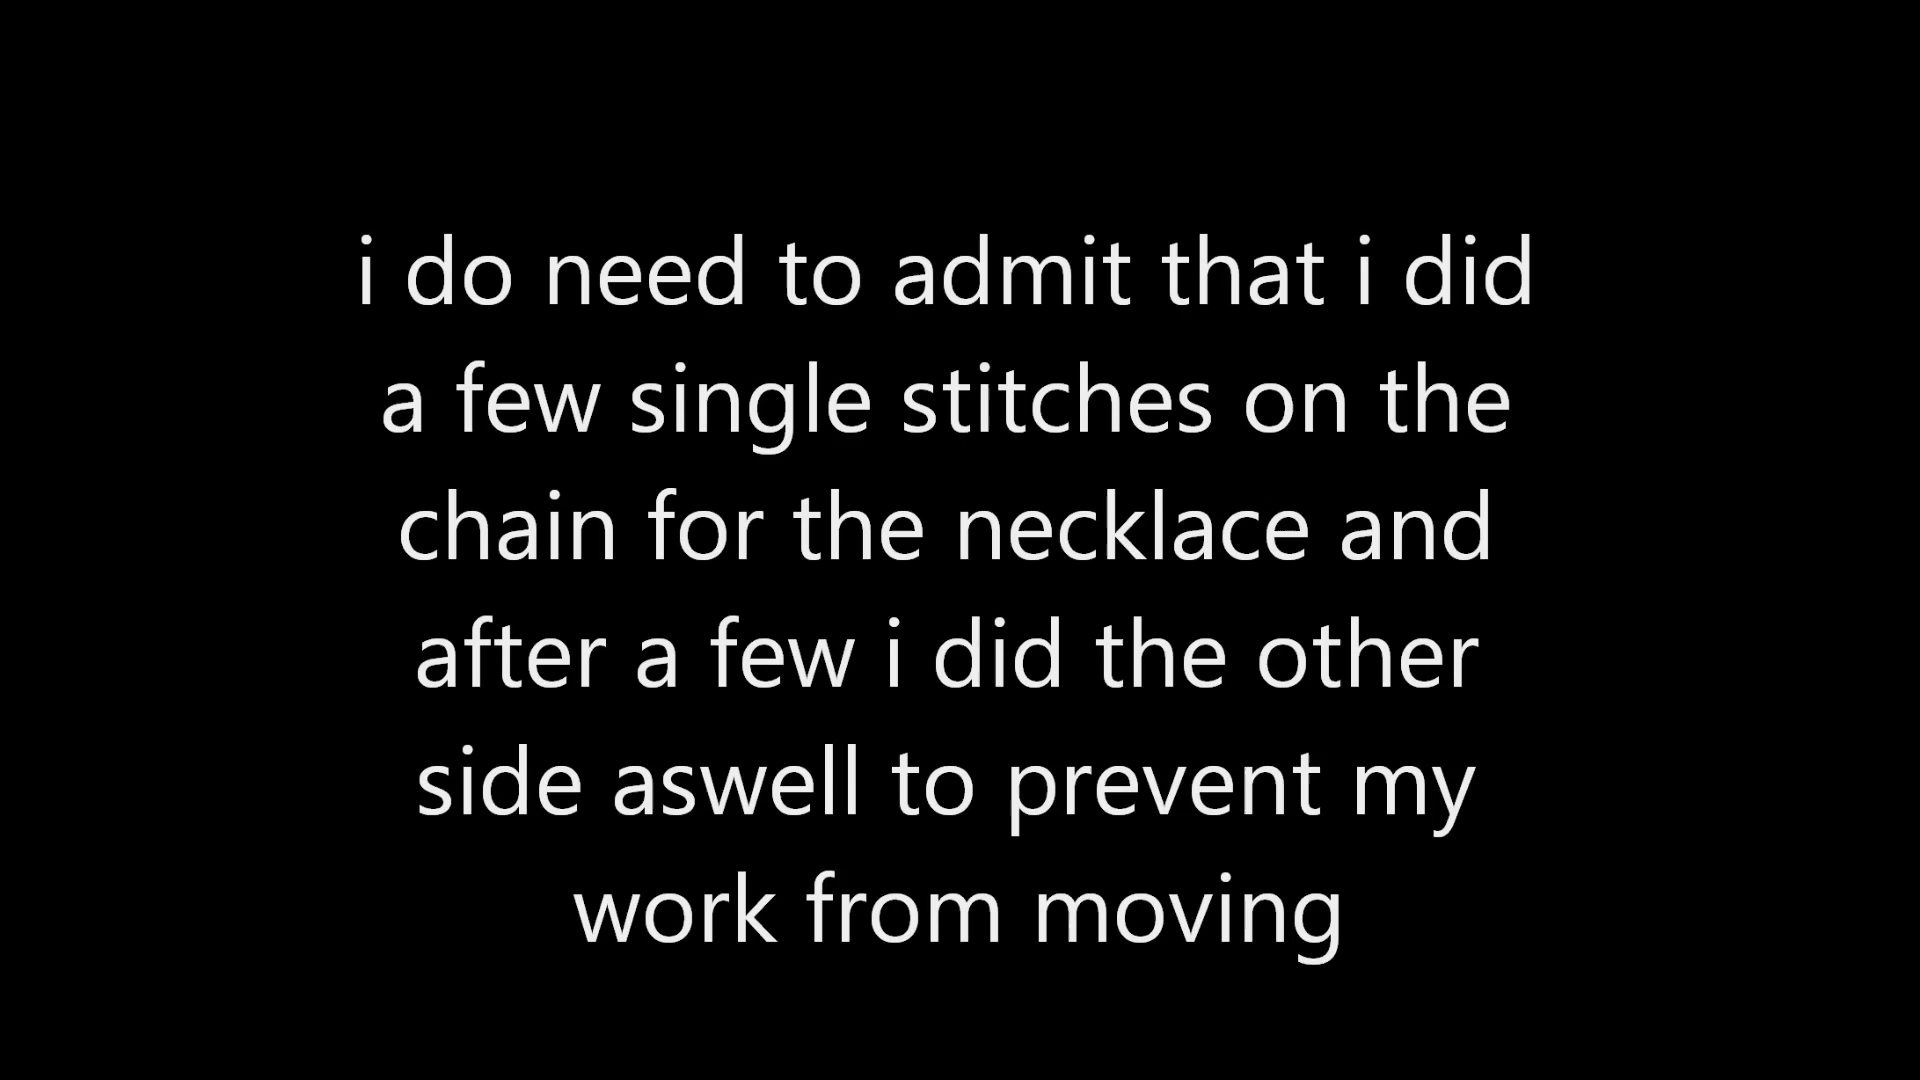 i do need to admit that i did
a few single stitches on the
chain for the necklace and
after a few i did the other
side aswell to prevent my
work from moving